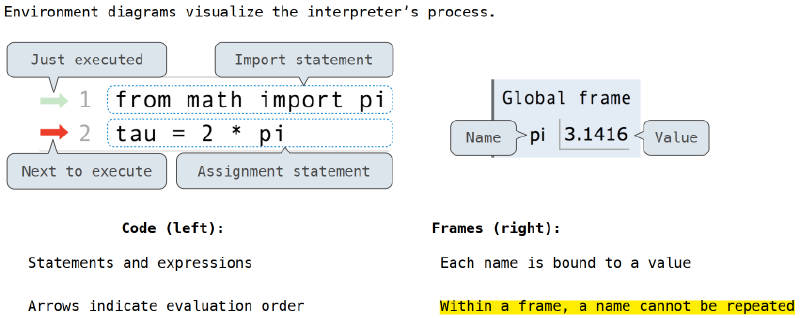 Environment diagrams visualize the interpreter's process.
Just executed
Import statement
1 from math import pi
2 tau = 2 * pi
Next to execute
Assignment statement
Global frame
Name
pi 3.1416
Value
Code (left):
Statements and expressions
Arrows indicate evaluation order
Frames (right):
Each name is bound to a value
Within a frame, a name cannot be repeated